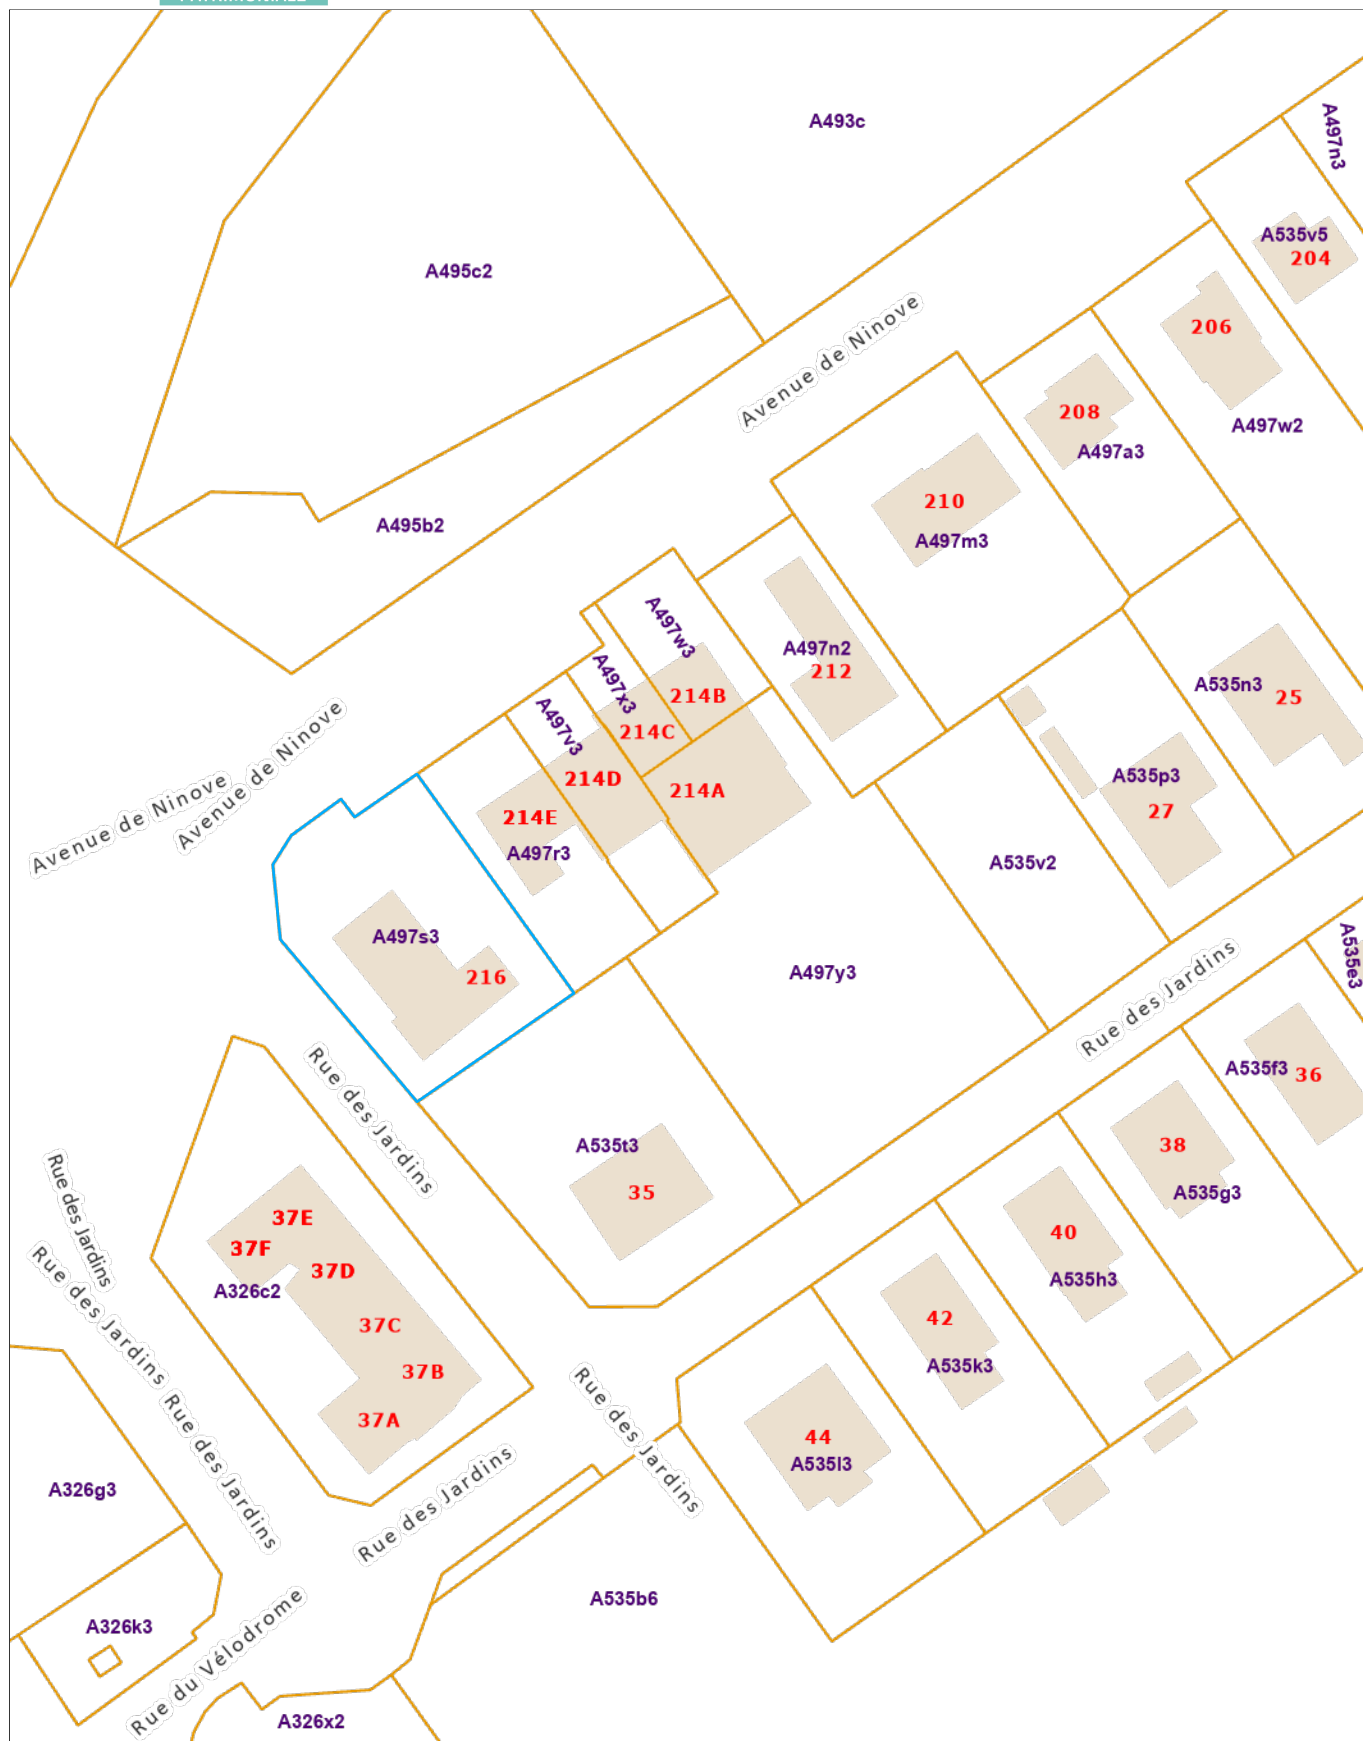 A493c
A497n3
A535v5
204
A495c2
206
Avenue de Ninove
208
A497w2
A497a3
210
A495b2
A497m3
A497w3
A497n2
212
A497x3
214B
A535n3
25
A497v3
214C
214D
A535p3
214A
27
Avenue de Ninove
Avenue de Ninove
214E
A497r3
A535v2
A497s3
216
A497y3
A535e3
Rue des Jardins
A535f3
36
Rue des Jardins
A535t3
38
35
A535g3
Rue des Jardins
37E
37F
40
37D
A326c2
A535h3
Rue des Jardins
37C
42
37B
A535k3
37A
Rue des Jardins
Rue des Jardins
44
A535l3
A326g3
Rue des Jardins
A535b6
A326k3
Rue du Vélodrome
A326x2